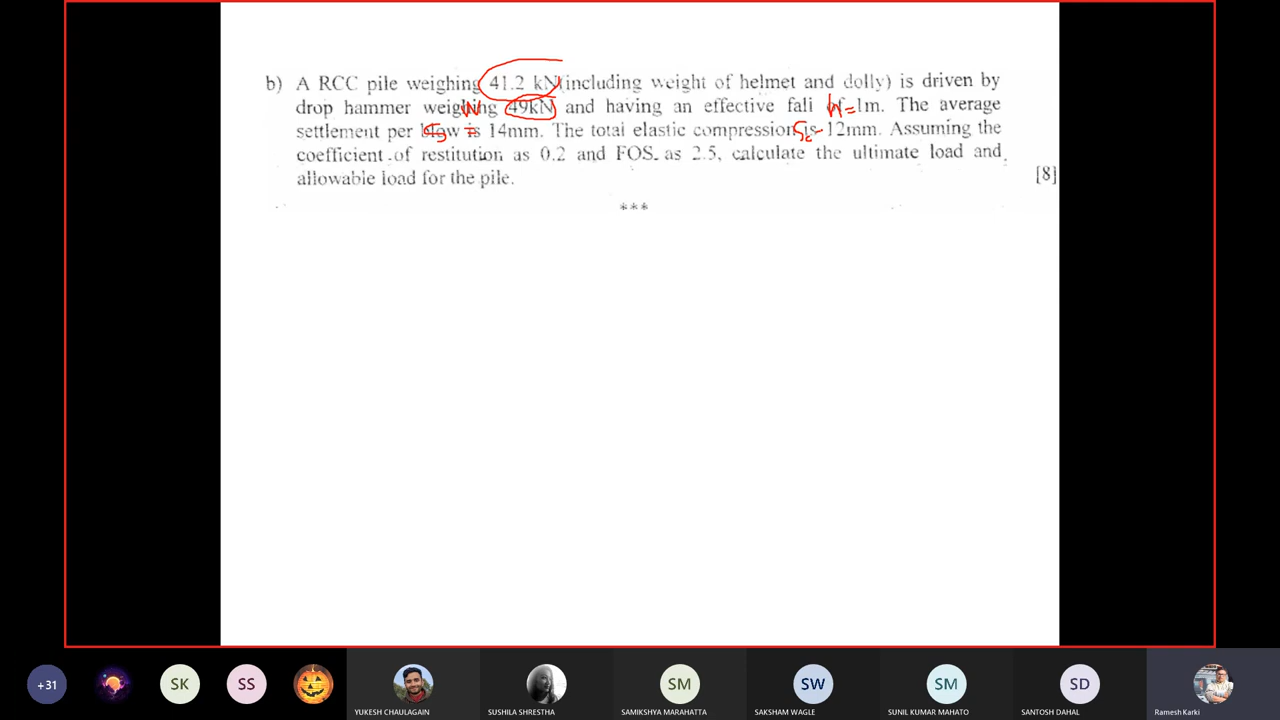 b) A RCC pile weighing 41.2 kN (including weight of helmet and dolly) is driven by
drop hammer weighing 49kN and having an effective fall of 1m. The average
W h=
settlement per blow is 14mm. The total elastic compression is 12mm. Assuming the
S = Sc
coefficient of restitution as 0.2 and FOS as 2.5, calculate the ultimate load and
allowable load for the pile.
[8]
***
+31
SK
SS
YUKESH CHAULAGAIN
SUSHILA SHRESTHA
SM
SAMIKSHYA MARAHATTA
SW
SAKSHAM WAGLE
SM
SUNIL KUMAR MAHATO
SD
SANTOSH DAHAL
Ramesh Karki